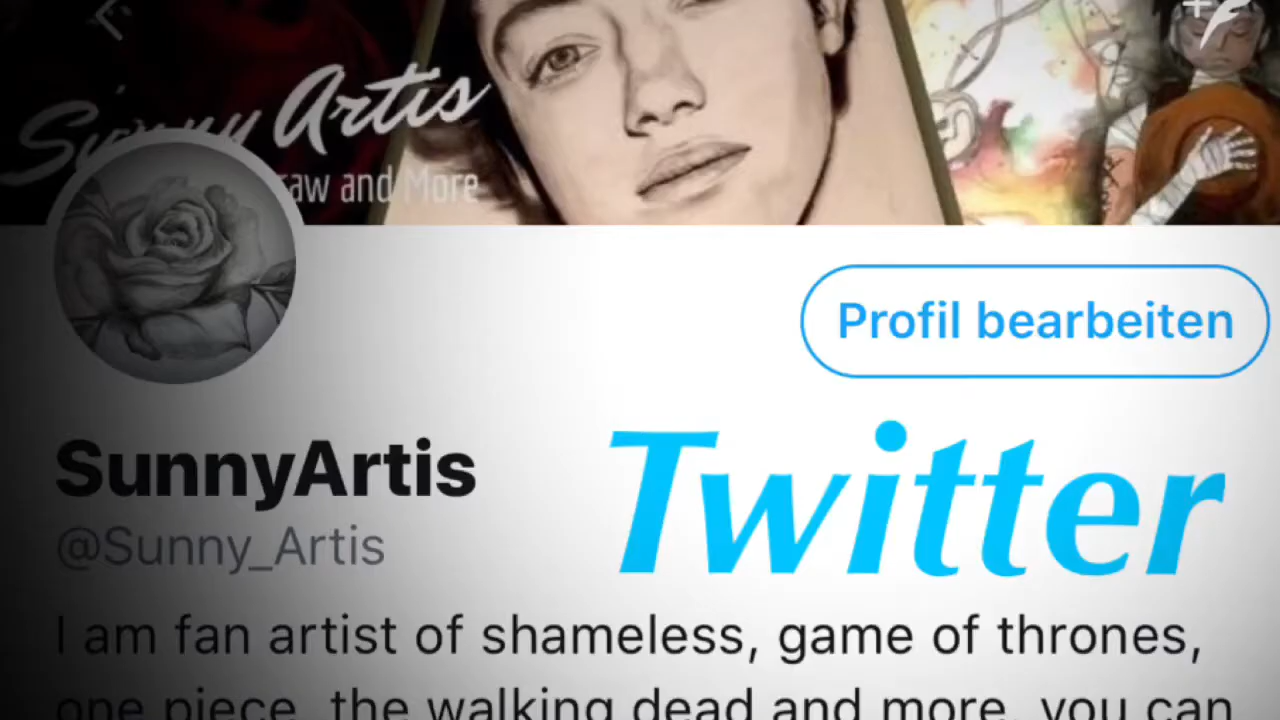 Sunny Artis
raw and More
Profil bearbeiten
SunnyArtis
Twitter
@Sunny_Artis
I am fan artist of shameless, game of thrones,
one piece, the walking dead and more, you can